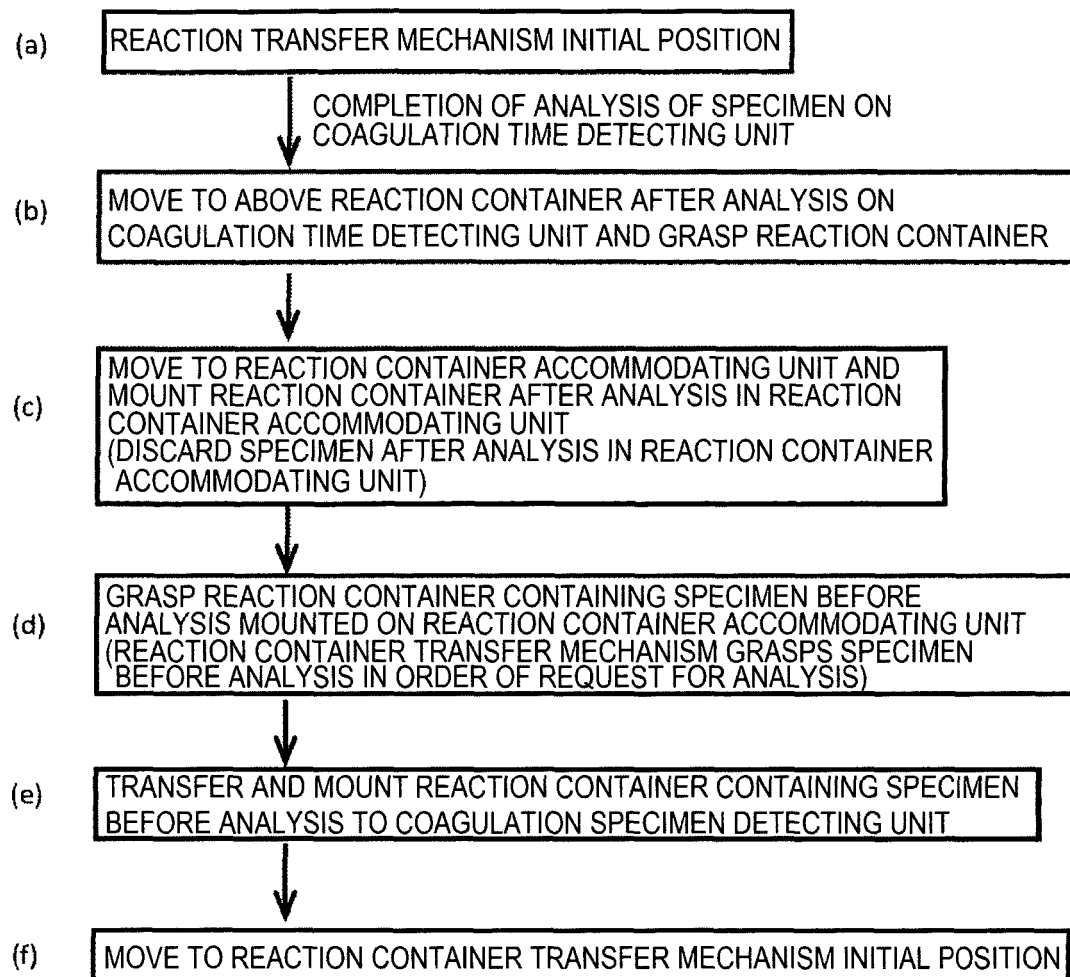 (a) REACTION TRANSFER MECHANISM INITIAL POSITION
COMPLETION OF ANALYSIS OF SPECIMEN ON
COAGULATION TIME DETECTING UNIT
(b) MOVE TO ABOVE REACTION CONTAINER AFTER ANALYSIS ON
COAGULATION TIME DETECTING UNIT AND GRASP REACTION CONTAINER
(c) MOVE TO REACTION CONTAINER ACCOMMODATING UNIT AND
MOUNT REACTION CONTAINER AFTER ANALYSIS IN REACTION
CONTAINER ACCOMMODATING UNIT
(DISCARD SPECIMEN AFTER ANALYSIS IN REACTION CONTAINER
ACCOMMODATING UNIT)
(d) GRASP REACTION CONTAINER CONTAINING SPECIMEN BEFORE
ANALYSIS MOUNTED ON REACTION CONTAINER ACCOMMODATING UNIT
(REACTION CONTAINER TRANSFER MECHANISM GRASPS SPECIMEN
BEFORE ANALYSIS IN ORDER OF REQUEST FOR ANALYSIS)
(e) TRANSFER AND MOUNT REACTION CONTAINER CONTAINING SPECIMEN
BEFORE ANALYSIS TO COAGULATION SPECIMEN DETECTING UNIT
(f) MOVE TO REACTION CONTAINER TRANSFER MECHANISM INITIAL POSITION